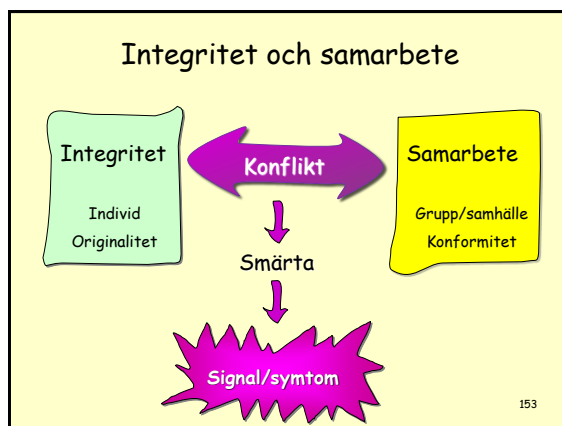 Integritet och samarbete
Integritet
Individ
Originalitet
Konflikt
Samarbete
Grupp/samhälle
Konformitet
Smärta
Signal/symtom
153